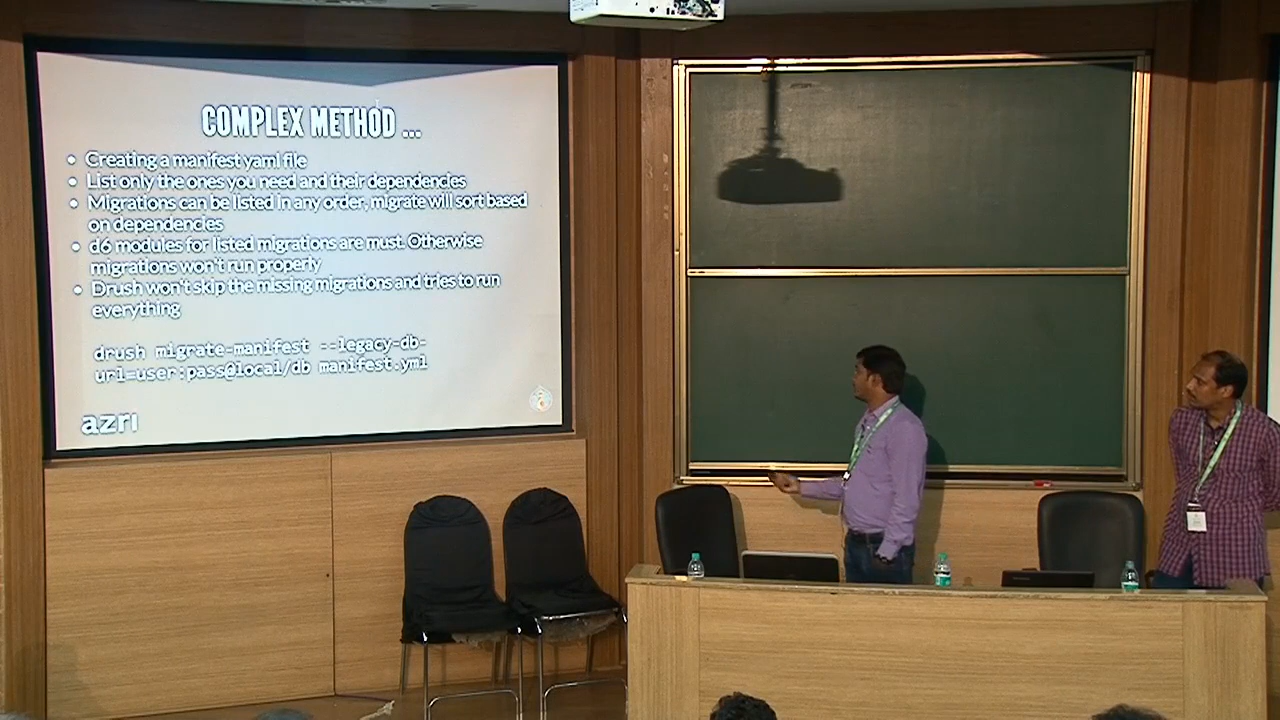 COMPLEX METHOD ...
• Creating a manifest yaml file
• List only the ones you need and their dependencies
• Migrations can be listed in any order, migrate will sort based
on dependencies
• d6 modules for listed migrations are must. Otherwise
migrations won't run properly
• Drush won't skip the missing migrations and tries to run
everything
drush migrate-manifest --legacy-db-
url=user:pass@local/db manifest.yml
azri